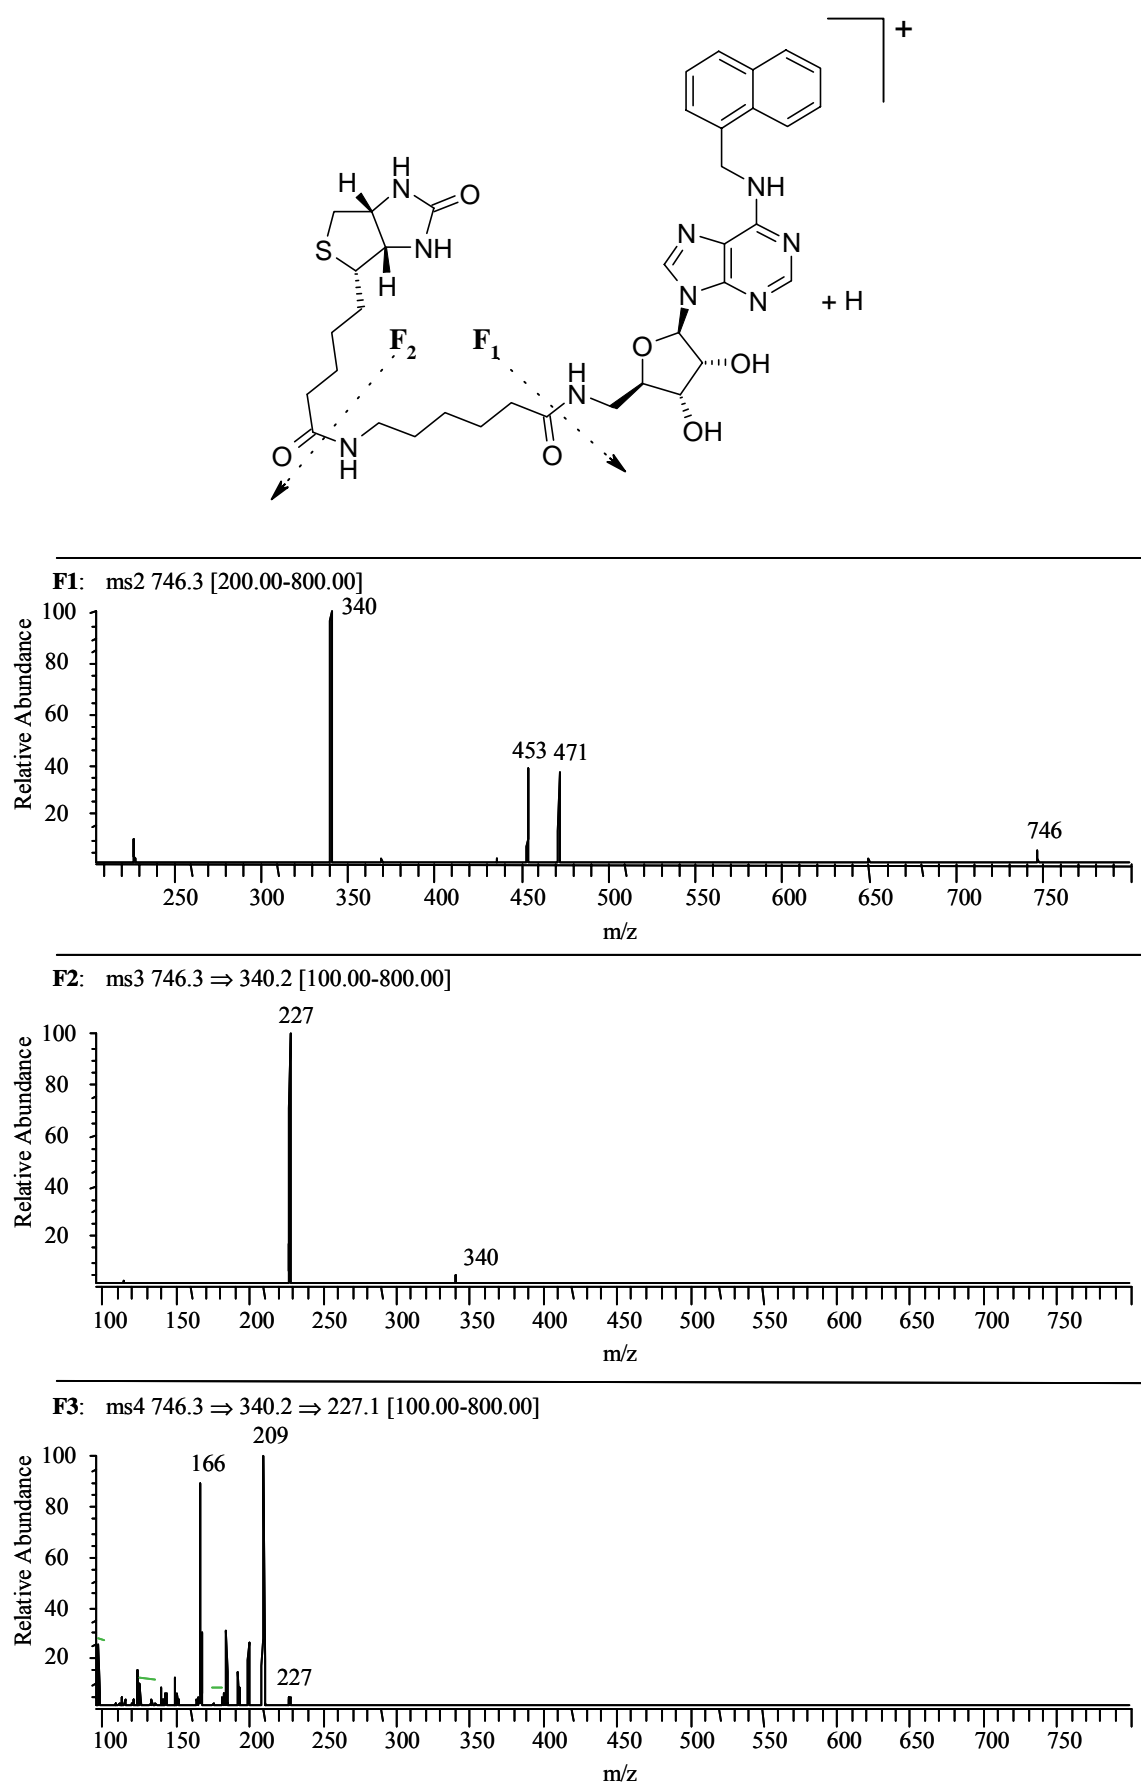 +
H
N
H
O
S
NH
H
NH
N
N
N
N
+ H
F2
F1
O
H
N
OH
OH
O
N
H
O
F1: ms2 746.3 [200.00-800.00]
100
80
60
40
20
Relative Abundance
340
453
471
746
250 300 350 400 450 500 550 600 650 700 750
m/z
F2: ms3 746.3 ⇒ 340.2 [100.00-800.00]
100
80
60
40
20
Relative Abundance
227
340
100 150 200 250 300 350 400 450 500 550 600 650 700 750
m/z
F3: ms4 746.3 ⇒ 340.2 ⇒ 227.1 [100.00-800.00]
100
80
60
40
20
Relative Abundance
209
166
227
100 150 200 250 300 350 400 450 500 550 600 650 700 750
m/z